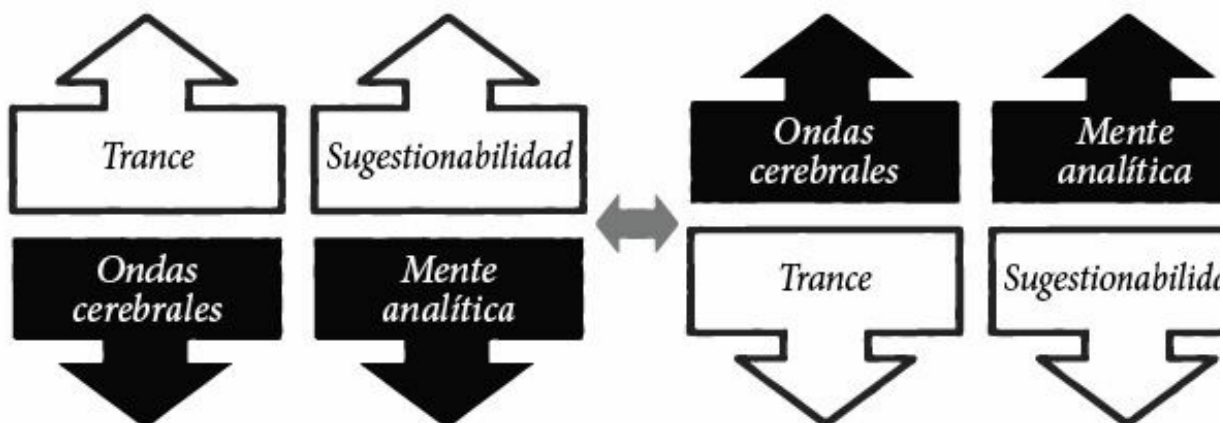 Trance
Sugestionabilidad
Ondas
cerebrales
Mente
analítica
Ondas
cerebrales
Mente
analítica
Trance
Sugestionabilida